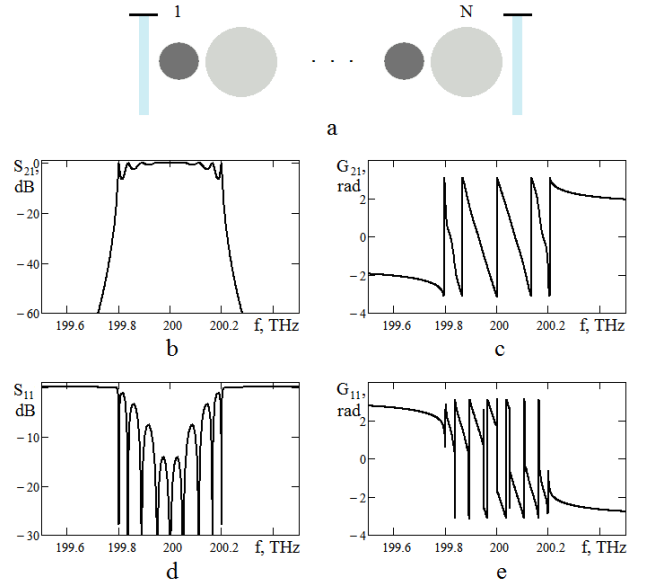 1 N
. . .
a
S21, dB
0
− 20
− 40
− 60
199.6 199.8 200 200.2 f, THz
b
G21, rad
2
0
− 2
− 4
199.6 199.8 200 200.2 f, THz
c
S11 dB
0
− 10
− 20
− 30
199.6 199.8 200 200.2 f, THz
d
G11, rad
4
2
0
− 2
− 4
199.6 199.8 200 200.2 f, THz
e